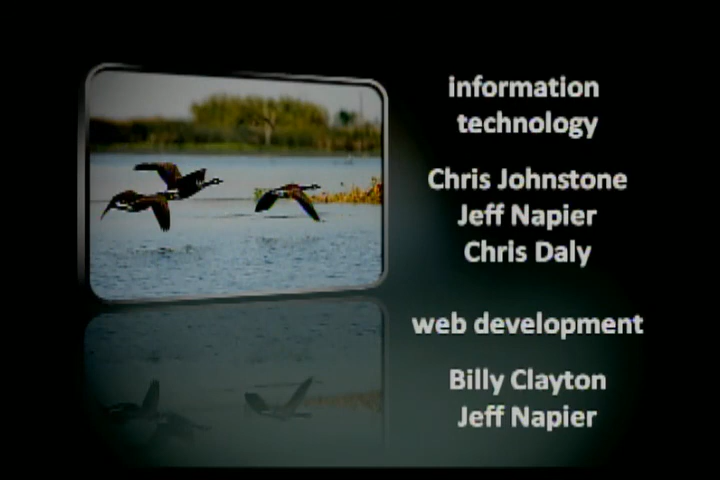 information
technology
Chris Johnstone
Jeff Napier
Chris Daly
web development
Billy Clayton
Jeff Napier